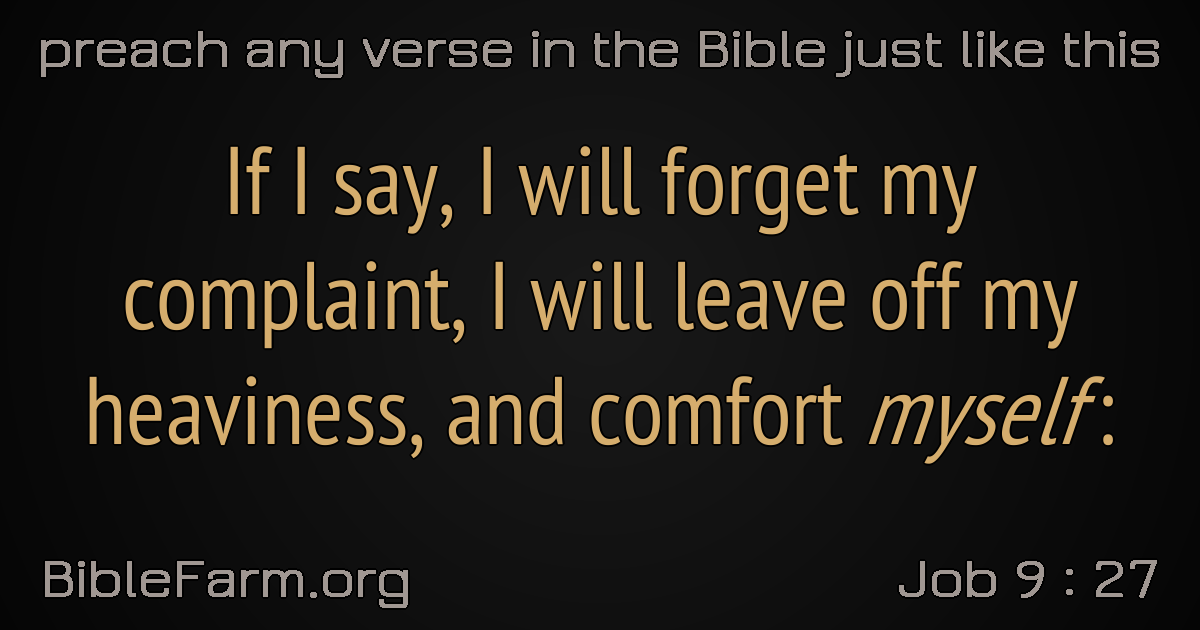 preach any verse in the Bible just like this
If I say, I will forget my
complaint, I will leave off my
heaviness, and comfort myself:
BibleFarm.org
Job 9 : 27